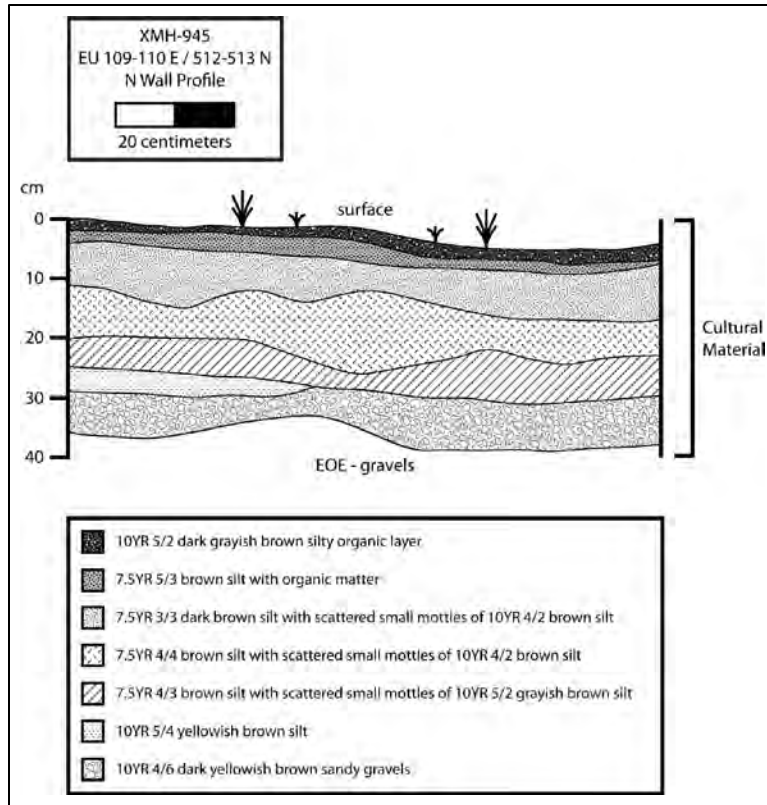 XMH-945
EU 109-110 E / 512-513 N
N Wall Profile
20 centimeters
cm
surface
0
10
20
30
40
Cultural
Material
EOE - gravels
10YR 5/2 dark grayish brown silty organic layer
7.5YR 5/3 brown silt with organic matter
7.5YR 3/3 dark brown silt with scattered small mottles of 10YR 4/2 brown silt
7.5YR 4/4 brown silt with scattered small mottles of 10YR 4/2 brown silt
7.5YR 4/3 brown silt with scattered small mottles of 10YR 5/2 grayish brown silt
10YR 5/4 yellowish brown silt
10YR 4/6 dark yellowish brown sandy gravels